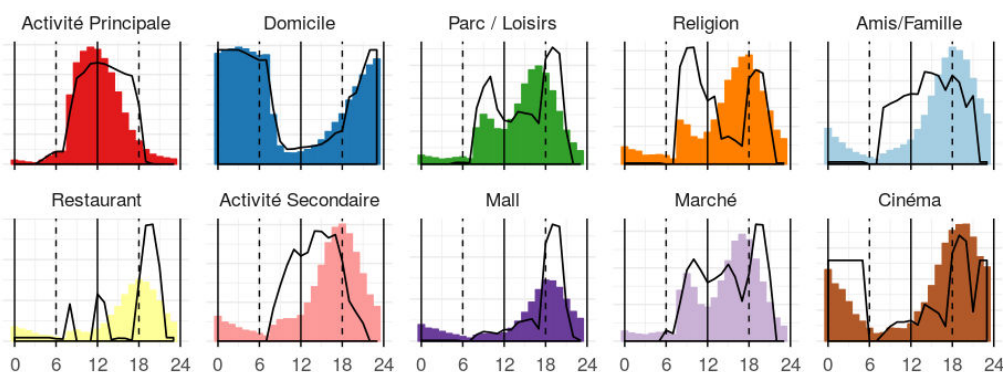 Activité Principale Domicile Parc / Loisirs Religion Amis/Famille
Restaurant Activité Secondaire Mall Marché Cinéma
0 6 12 18 24 0 6 12 18 24 0 6 12 18 24 0 6 12 18 24 0 6 12 18 24